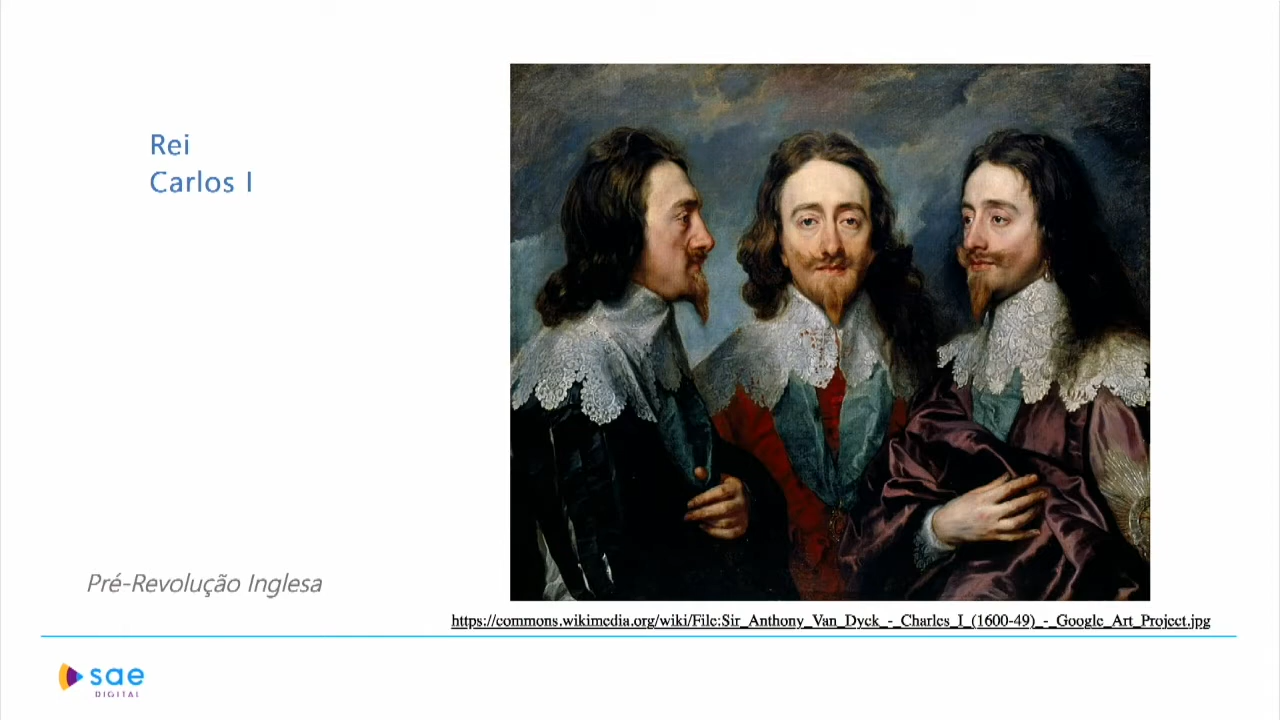 Rei
Carlos I
Pré-Revolução Inglesa
https://commons.wikimedia.org/wiki/File:Sir_Anthony_Van_Dyck_-_Charles_I_(1600-49)_-_Google_Art_Project.jpg
sae
DIGITAL